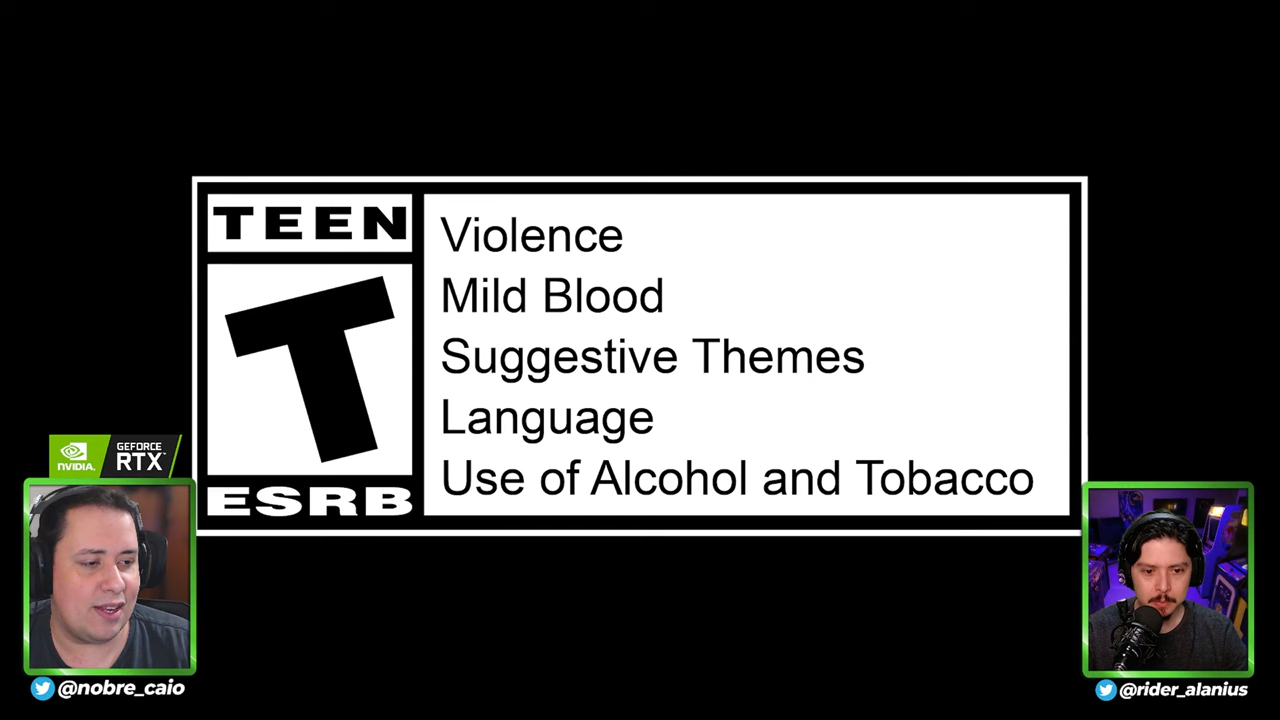 TEEN
T
ESRB
Violence
Mild Blood
Suggestive Themes
Language
Use of Alcohol and Tobacco
NVIDIA.
GEFORCE
RTX
@nobre_caio
@rider_alanius